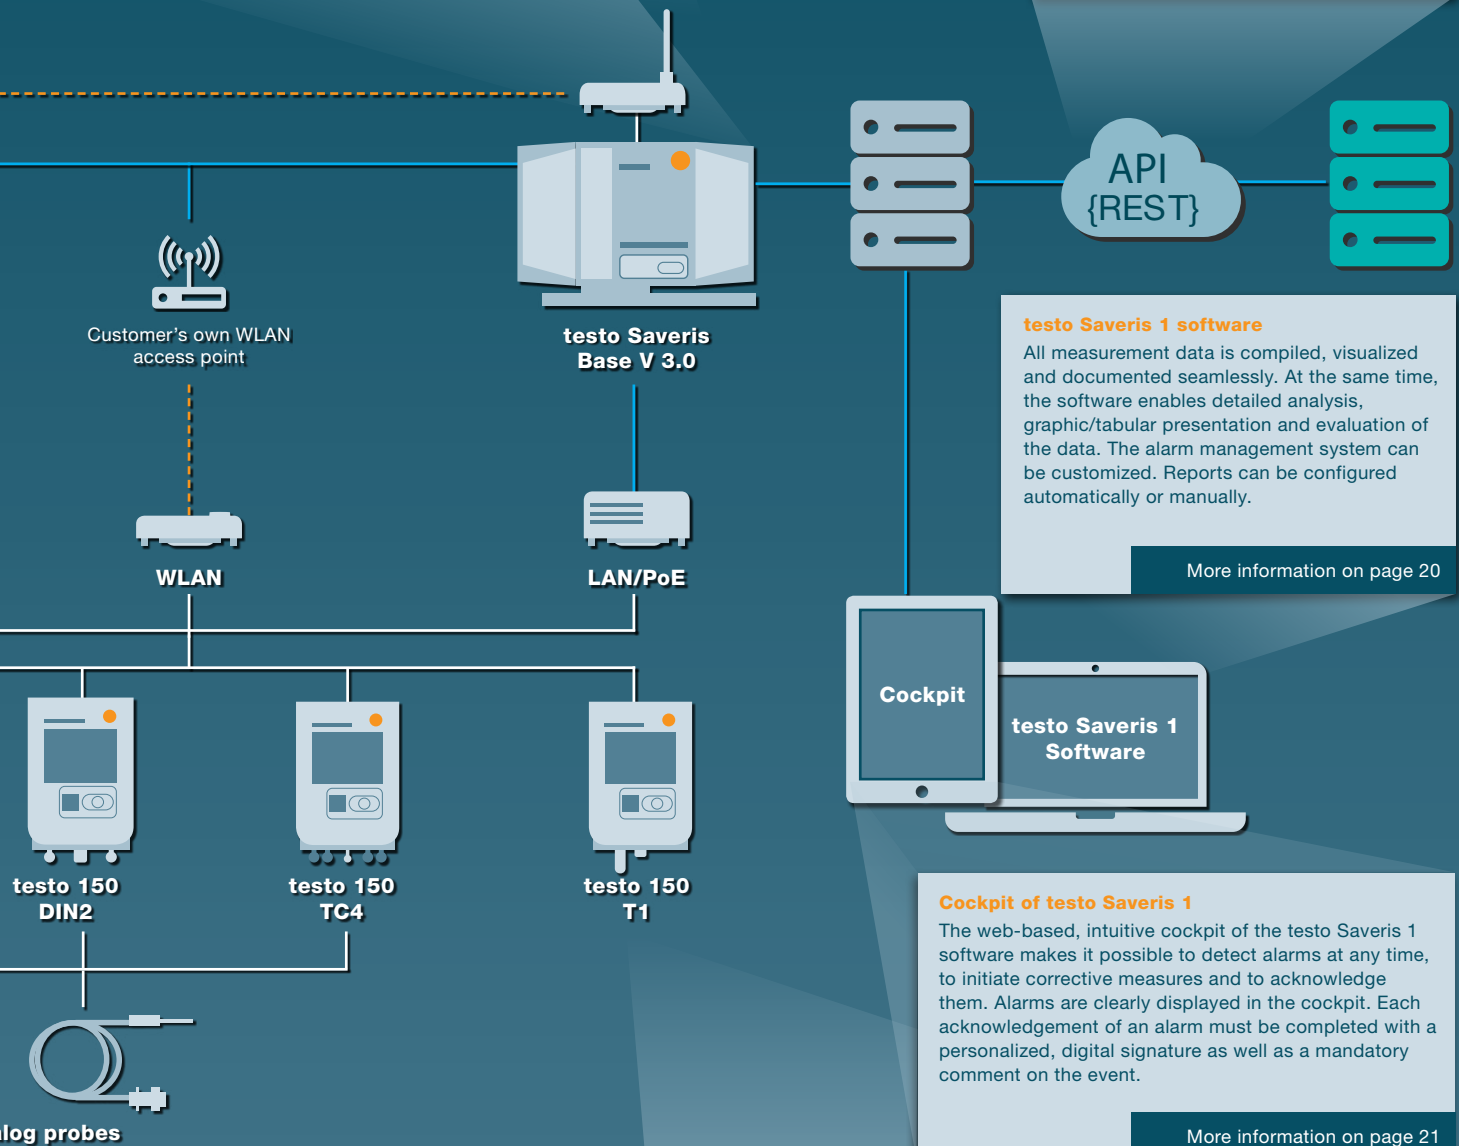 API
{REST}
Customer's own WLAN
access point
testo Saveris
Base V 3.0
testo Saveris 1 software
All measurement data is compiled, visualized
and documented seamlessly. At the same time,
the software enables detailed analysis,
graphic/tabular presentation and evaluation of
the data. The alarm management system can
be customized. Reports can be configured
automatically or manually.
More information on page 20
WLAN
LAN/PoE
Cockpit
testo Saveris 1
Software
testo 150
DIN2
testo 150
TC4
testo 150
T1
Cockpit of testo Saveris 1
The web-based, intuitive cockpit of the testo Saveris 1
software makes it possible to detect alarms at any time,
to initiate corrective measures and to acknowledge
them. Alarms are clearly displayed in the cockpit. Each
acknowledgement of an alarm must be completed with a
personalized, digital signature as well as a mandatory
comment on the event.
More information on page 21
probes